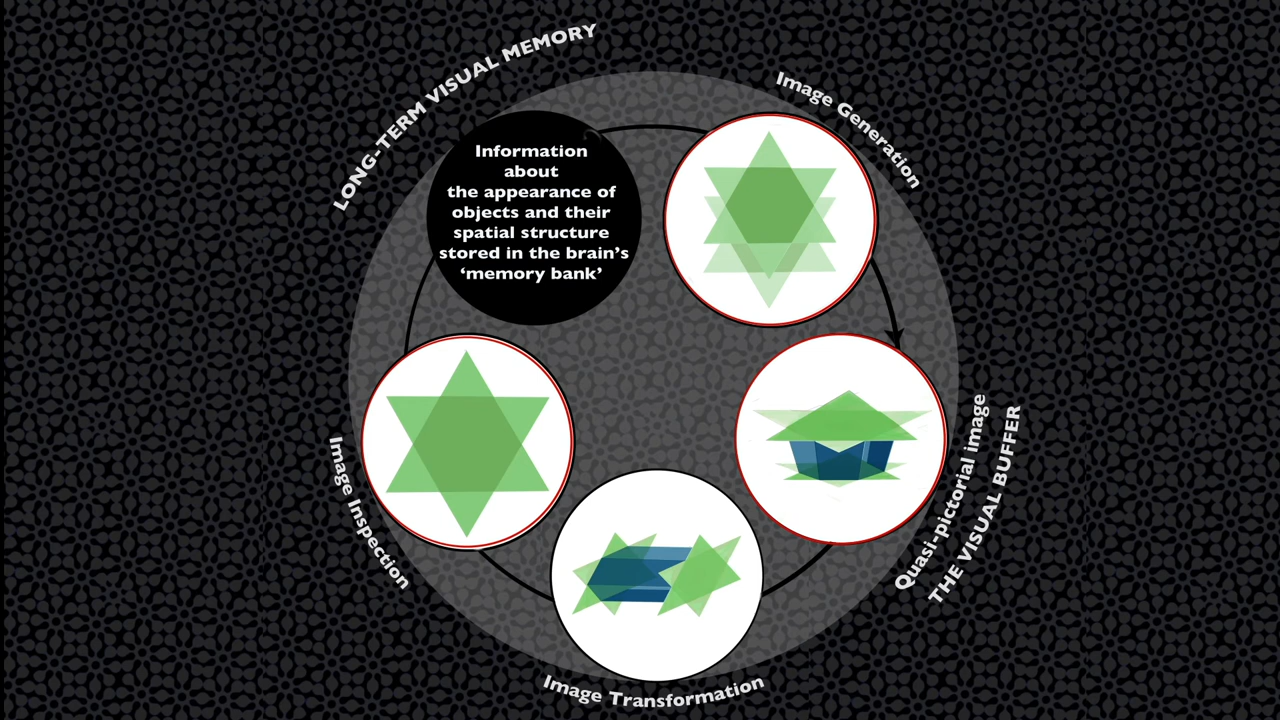 LONG-TERM VISUAL MEMORY
Information
about
the appearance of
objects and their
spatial structure
stored in the brain’s
‘memory bank’
Image Generation
Quasi-pictorial image
THE VISUAL BUFFER
Image Transformation
Image Inspection